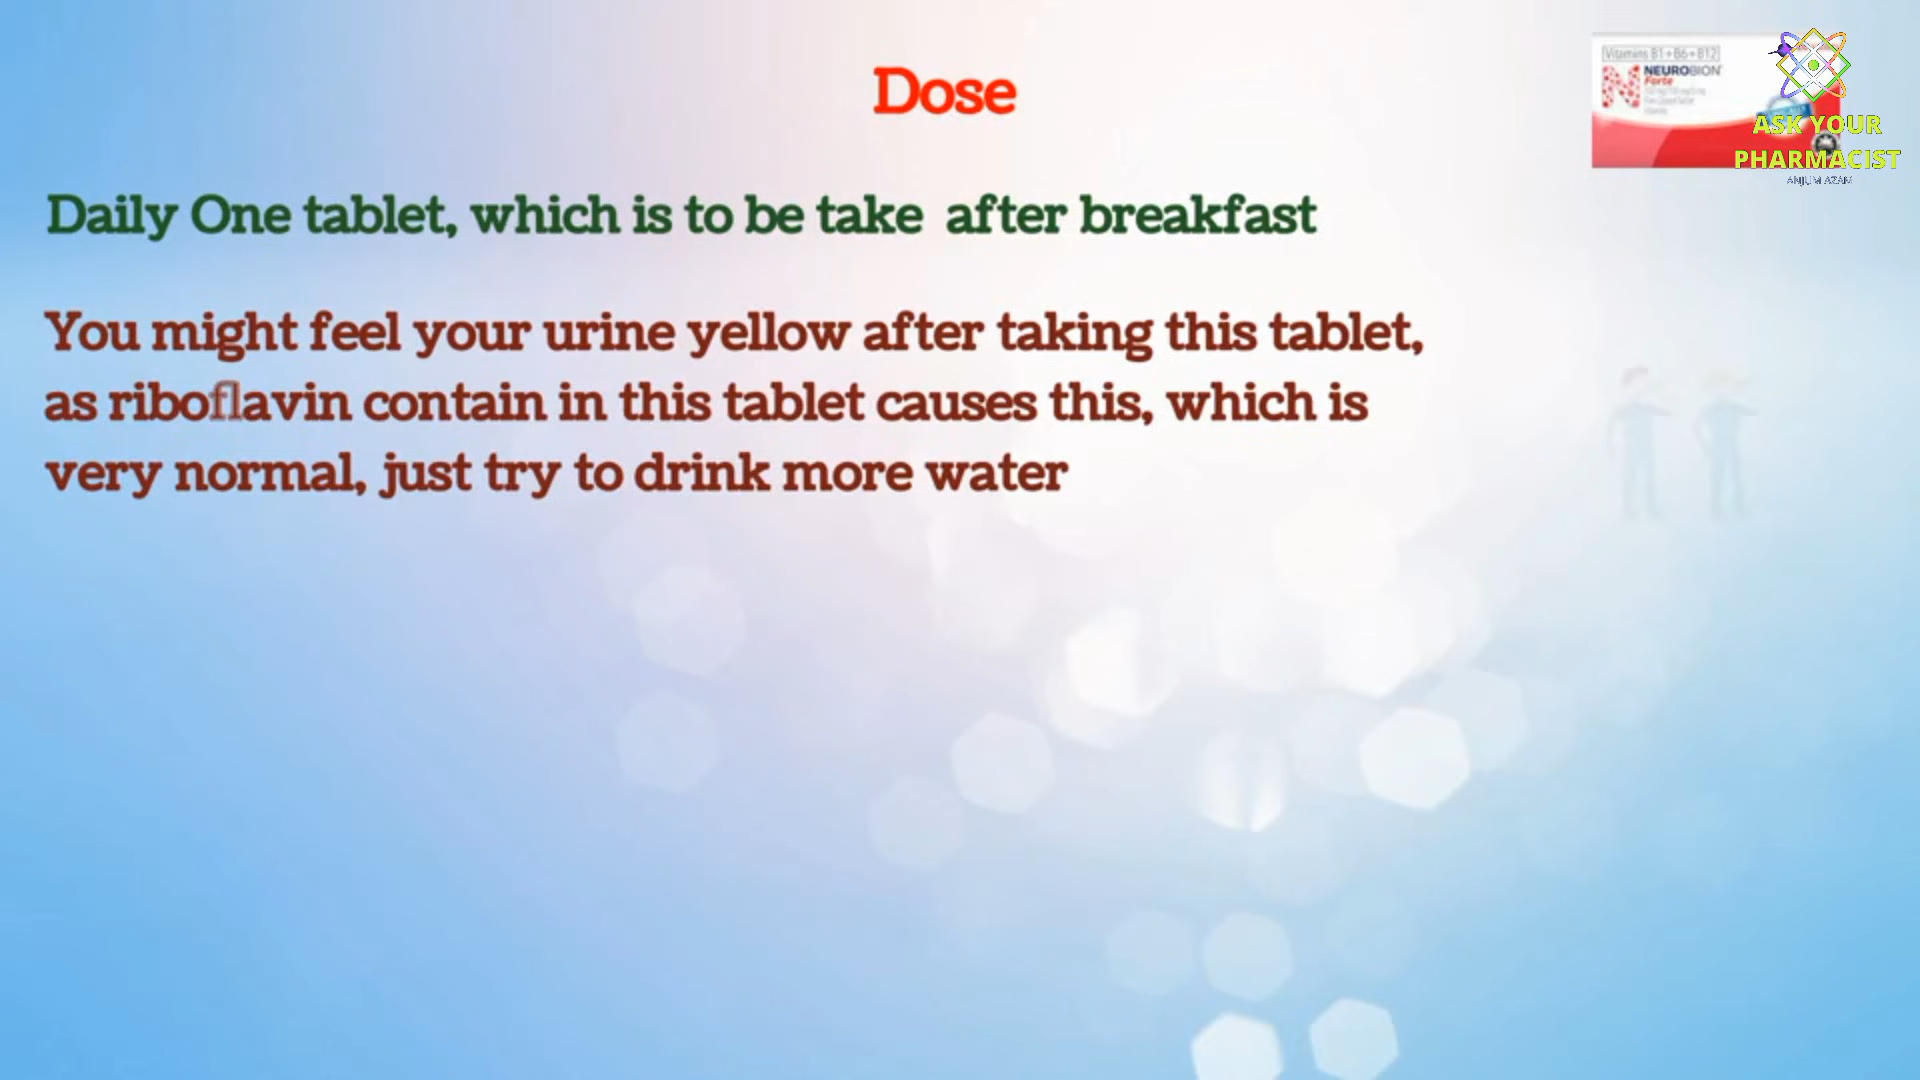 Dose
Vitamins B1+B6+B12
NEUROBION
Forte
ASK YOUR
PHARMACIST
ANJUM AZAM
Daily One tablet, which is to be take after breakfast
You might feel your urine yellow after taking this tablet,
as riboflavin contain in this tablet causes this, which is
very normal, just try to drink more water